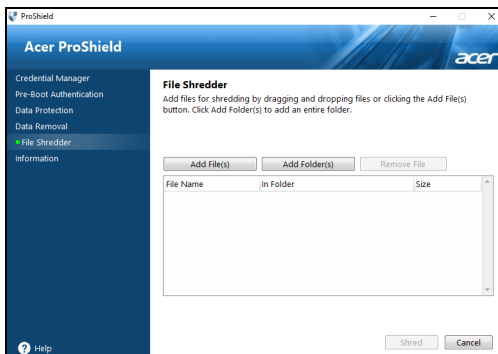 ProShield
Acer ProShield
acer
Credential Manager
Pre-Boot Authentication
Data Protection
Data Removal
File Shredder
Information
Help
File Shredder
Add files for shredding by dragging and dropping files or clicking the Add File(s)
button. Click Add Folder(s) to add an entire folder.
Add File(s) Add Folder(s) Remove File
File Name In Folder Size
Shred Cancel